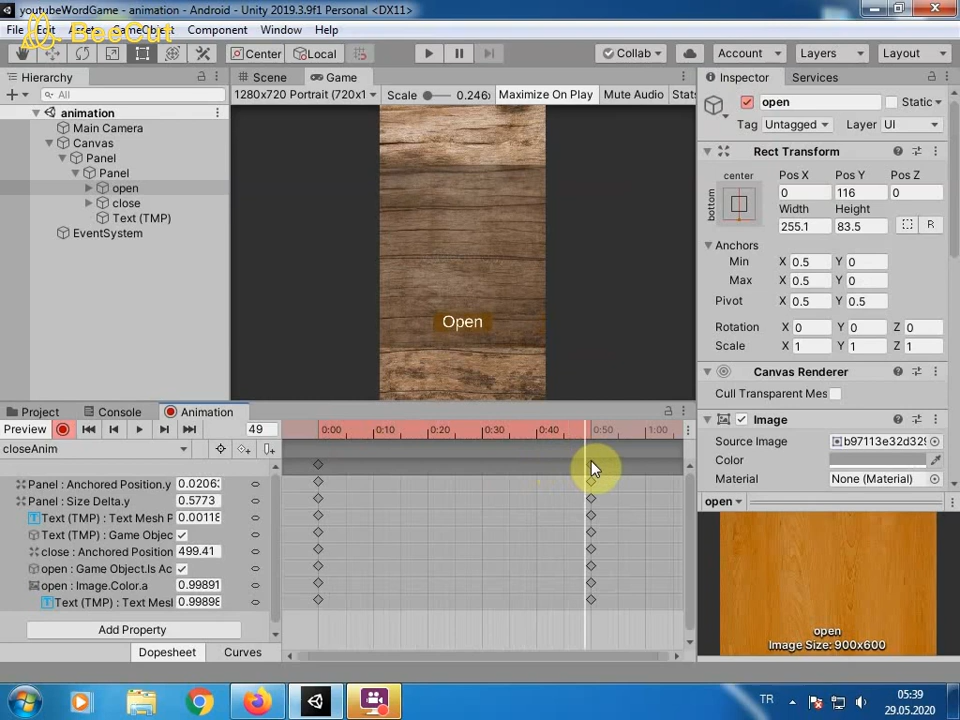 youtubeWordGame - animation - Android - Unity 2019.3.9f1 Personal <DX11>
File Edit Assets GameObject Component Window Help
BeeCut
Center Local Collab Account Layers Layout
Hierarchy
All
animation
Main Camera
Canvas
Panel
Panel
open
close
Text (TMP)
EventSystem
Scene Game
1280x720 Portrait (720x1 Scale 0.246x Maximize On Play Mute Audio Stats
Open
Project Console Animation
Preview 49
closeAnim
0:00 0:10 0:20 0:30 0:40 0:50 1:00
Panel : Anchored Position.y 0.0206
Panel : Size Delta.y 0.5773
Text (TMP) : Text Mesh P 0.00118
Text (TMP) : Game Objec
close : Anchored Position 499.41
open : Game Object.Is Ac
open : Image.Color.a 0.99891
Text (TMP) : Text Mesl 0.99898
Add Property
Dopesheet Curves
Inspector Services
open Static
Tag Untagged Layer UI
Rect Transform
center Pos X Pos Y Pos Z
bottom 0 116 0
Width Height
255.1 83.5 R
Anchors
Min X 0.5 Y 0
Max X 0.5 Y 0
Pivot X 0.5 Y 0.5
Rotation X 0 Y 0 Z 0
Scale X 1 Y 1 Z 1
Canvas Renderer
Cull Transparent Mes
Image
Source Image b97113e32d329
Color
Material None (Material)
open
open
Image Size: 900x600
TR 05:39
29.05.2020